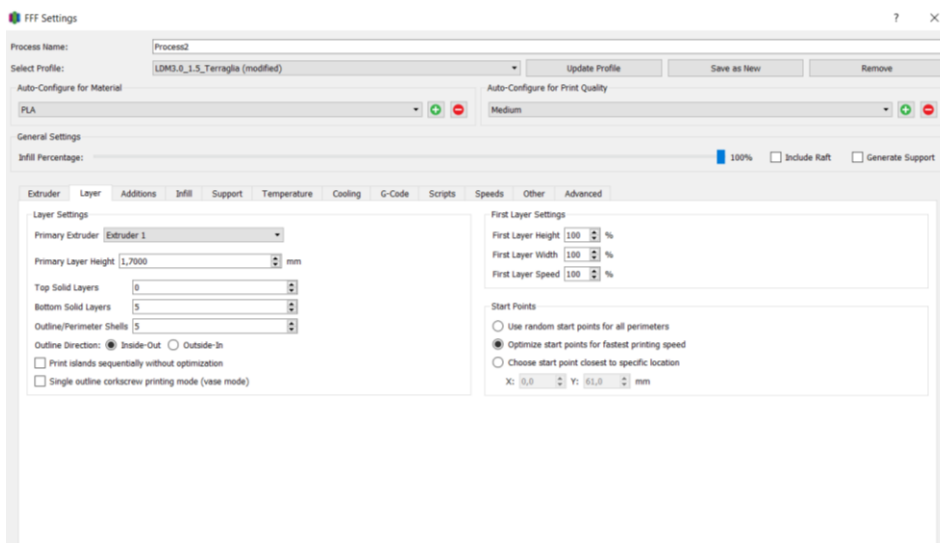 FFF Settings ? ×
Process Name: Process2
Select Profile: LDM3.0_1.5_Terraglia (modified) Update Profile Save as New Remove
Auto-Configure for Material Auto-Configure for Print Quality
PLA Medium
General Settings
Infill Percentage: 100% Include Raft Generate Support
Extruder Layer Additions Infill Support Temperature Cooling G-Code Scripts Speeds Other Advanced
Layer Settings
Primary Extruder Extruder 1
Primary Layer Height 1,7000 mm
Top Solid Layers 0
Bottom Solid Layers 5
Outline/Perimeter Shells 5
Outline Direction: Inside-Out Outside-In
Print islands sequentially without optimization
Single outline corkscrew printing mode (vase mode)
First Layer Settings
First Layer Height 100 %
First Layer Width 100 %
First Layer Speed 100 %
Start Points
Use random start points for all perimeters
Optimize start points for fastest printing speed
Choose start point closest to specific location
X: 0,0 Y: 61,0 mm